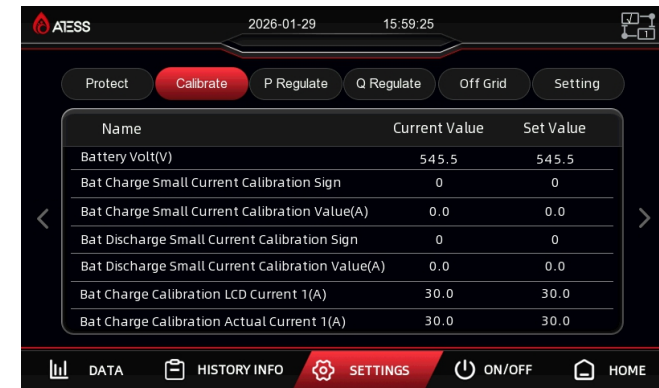 ATESS 2026-01-29 15:59:25
1
Protect Calibrate P Regulate Q Regulate Off Grid Setting
Name Current Value Set Value
Battery Volt(V) 545.5 545.5
Bat Charge Small Current Calibration Sign 0 0
Bat Charge Small Current Calibration Value(A) 0.0 0.0
Bat Discharge Small Current Calibration Sign 0 0
Bat Discharge Small Current Calibration Value(A) 0.0 0.0
Bat Charge Calibration LCD Current 1(A) 30.0 30.0
Bat Charge Calibration Actual Current 1(A) 30.0 30.0
DATA HISTORY INFO SETTINGS ON/OFF HOME